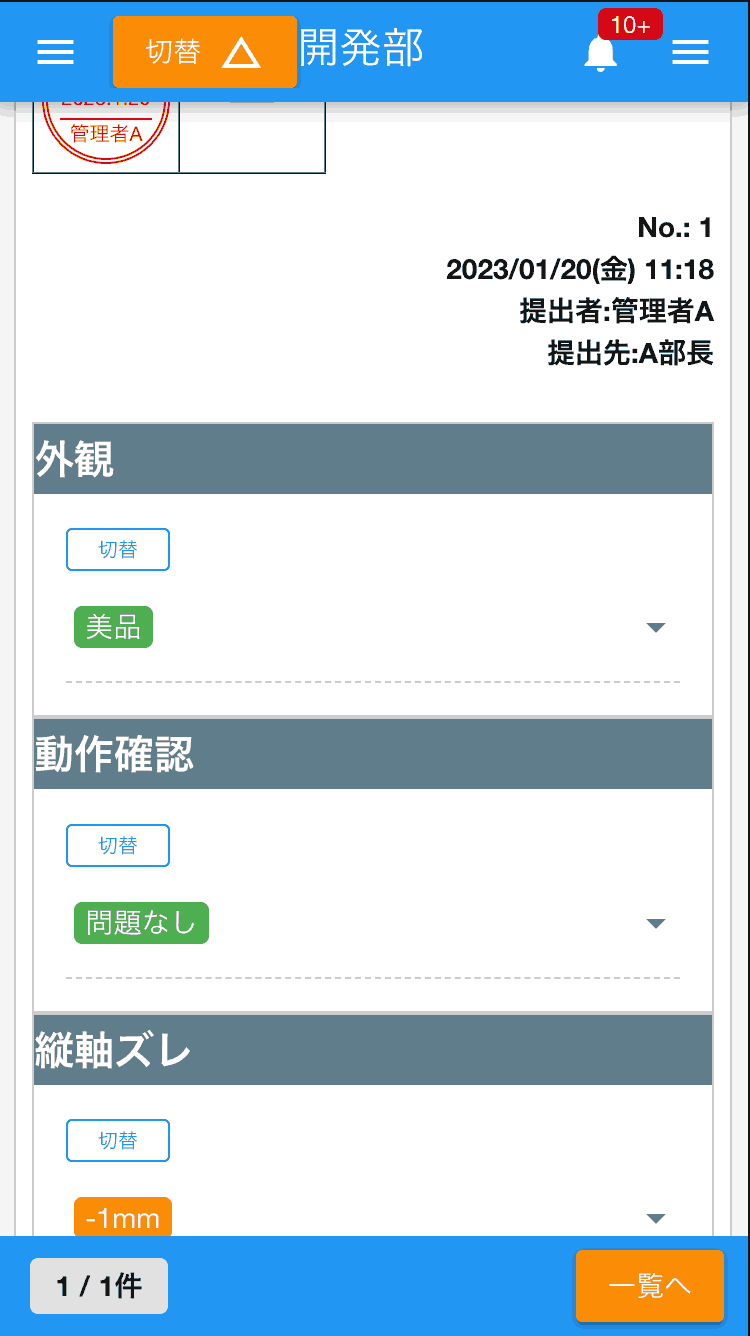 切替 開発部 10+
管理者A
No.: 1
2023/01/20(金) 11:18
提出者:管理者A
提出先:A部長
外観
切替
美品
動作確認
切替
問題なし
縦軸ズレ
切替
-1mm
1 / 1件 一覧へ